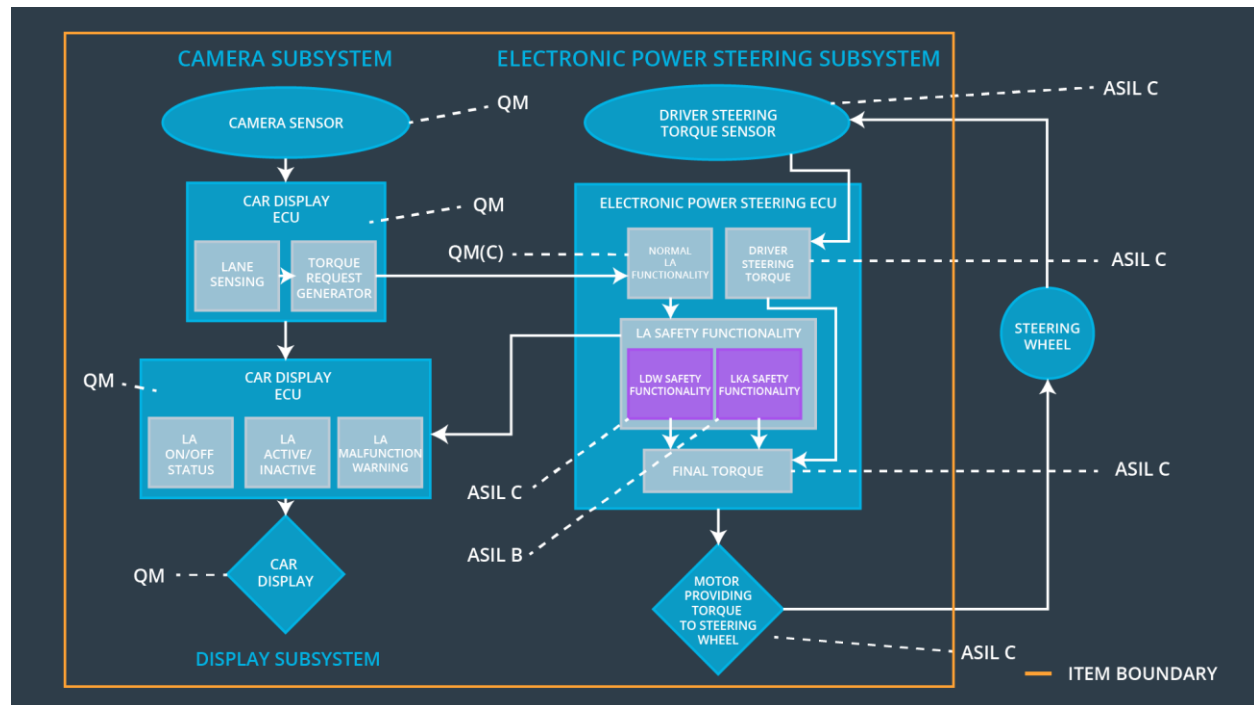 CAMERA SUBSYSTEM
ELECTRONIC POWER STEERING SUBSYSTEM
CAMERA SENSOR
QM
DRIVER STEERING
TORQUE SENSOR
ASIL C
CAR DISPLAY
ECU
QM
LANE
SENSING
TORQUE
REQUEST
GENERATOR
ELECTRONIC POWER STEERING ECU
QM(C)
NORMAL
LA
FUNCTIONALITY
DRIVER
STEERING
TORQUE
ASIL C
LA SAFETY FUNCTIONALITY
LDW SAFETY
FUNCTIONALITY
LKA SAFETY
FUNCTIONALITY
STEERING
WHEEL
QM
CAR DISPLAY
ECU
LA
ON/OFF
STATUS
LA
ACTIVE/
INACTIVE
LA
MALFUNCTION
WARNING
FINAL TORQUE
ASIL C
ASIL C
ASIL B
QM
CAR
DISPLAY
MOTOR
PROVIDING
TORQUE
TO STEERING
WHEEL
ASIL C
DISPLAY SUBSYSTEM
ITEM BOUNDARY